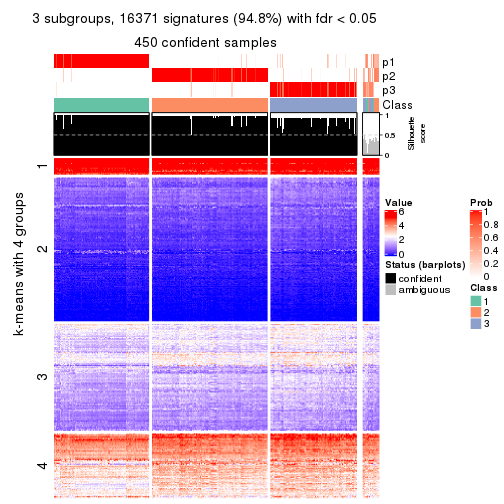 3 subgroups, 16371 signatures (94.8%) with fdr < 0.05
450 confident samples
p1
p2
p3
Class
1
0.5
0
Silhouette
score
k-means with 4 groups
1
2
3
4
Value
6
4
2
0
Status (barplots)
confident
ambiguous
Prob
1
0.8
0.6
0.4
0.2
0
Class
1
2
3